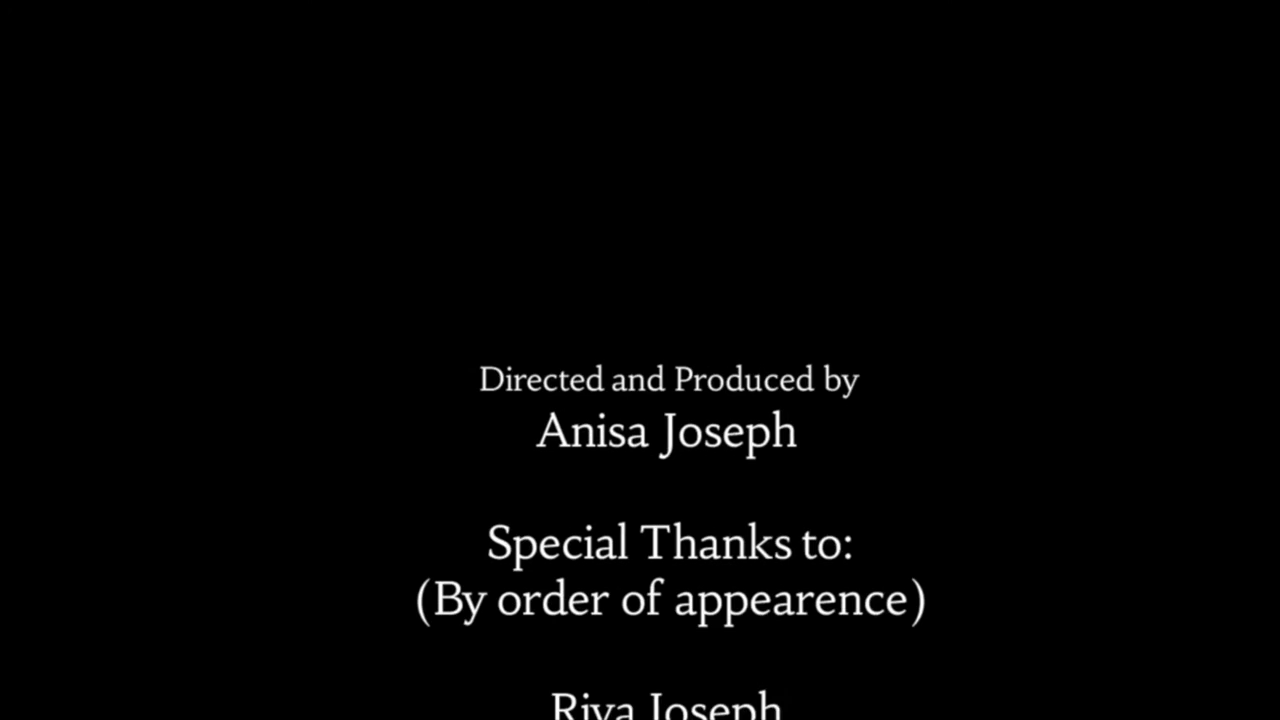 Directed and Produced by
Anisa Joseph
Special Thanks to:
(By order of appearence)
Riya Joseph